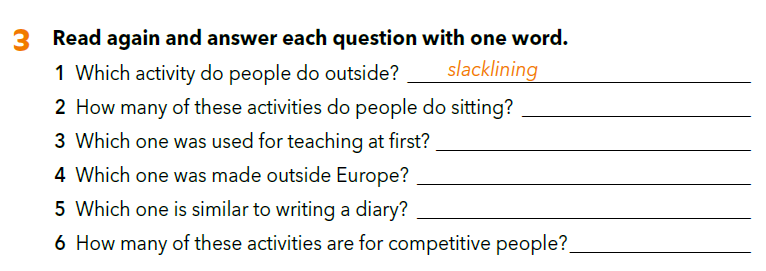 3 Read again and answer each question with one word.
1 Which activity do people do outside? slacklining
2 How many of these activities do people do sitting?
3 Which one was used for teaching at first?
4 Which one was made outside Europe?
5 Which one is similar to writing a diary?
6 How many of these activities are for competitive people?